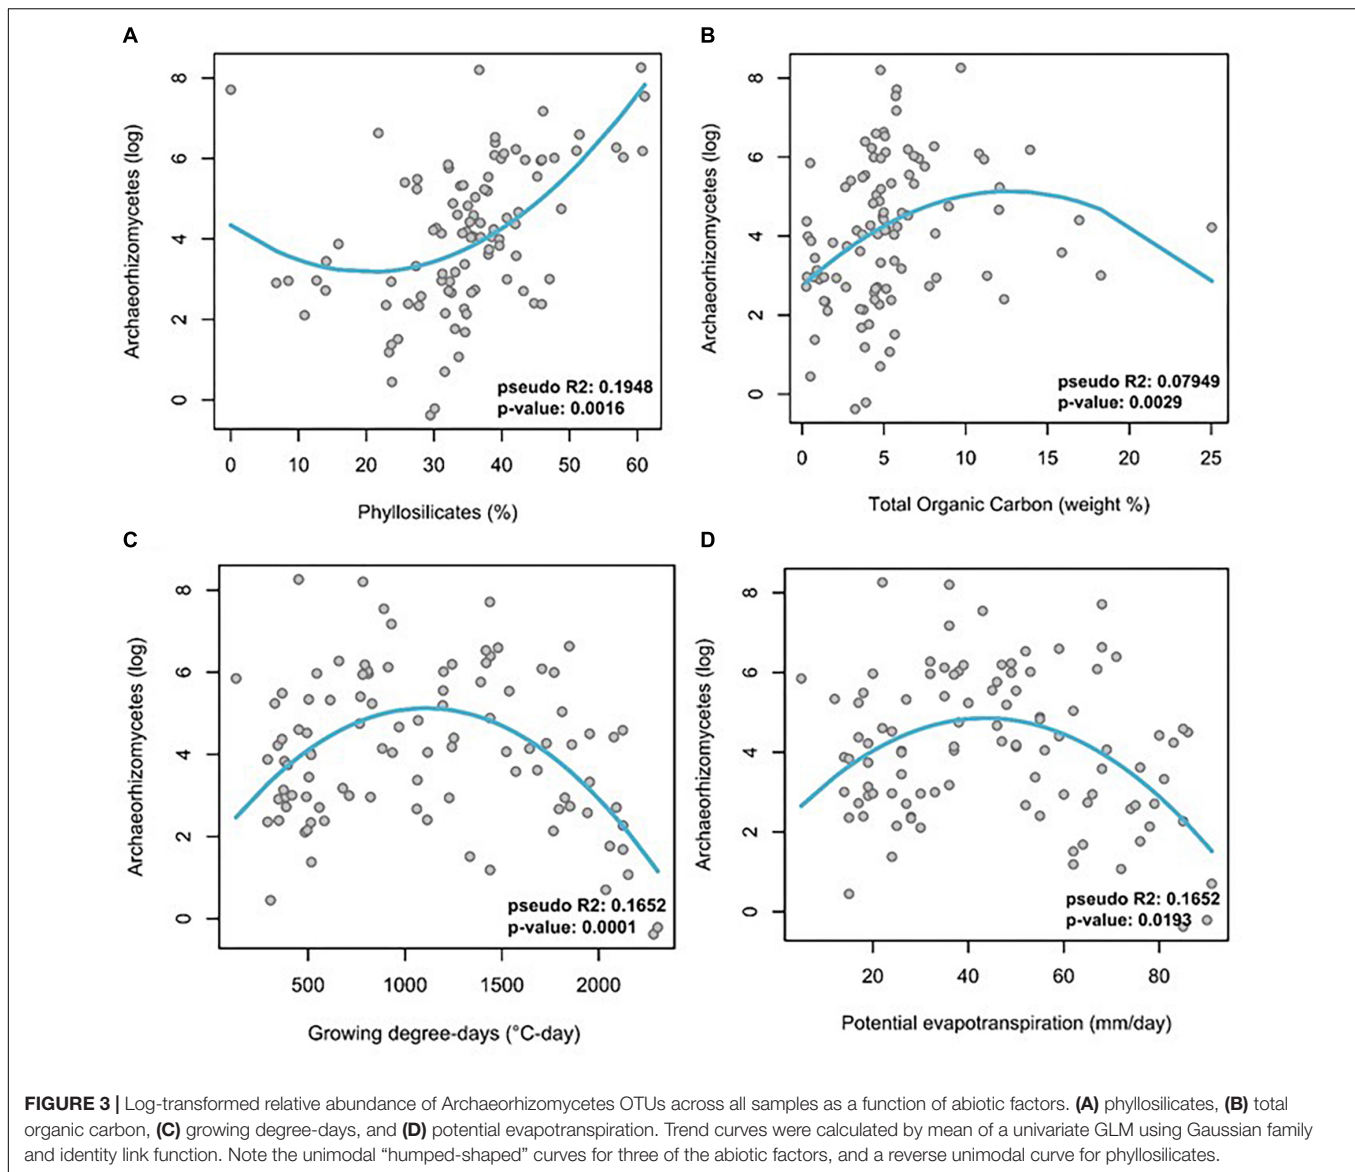 A
Archaeorhizomycetes (log)
8
6
4
2
0
pseudo R2: 0.1948
p-value: 0.0016
0 10 20 30 40 50 60
Phyllosilicates (%)
B
Archaeorhizomycetes (log)
8
6
4
2
0
pseudo R2: 0.07949
p-value: 0.0029
0 5 10 15 20 25
Total Organic Carbon (weight %)
C
Archaeorhizomycetes (log)
8
6
4
2
0
pseudo R2: 0.1652
p-value: 0.0001
500 1000 1500 2000
Growing degree-days (°C-day)
D
Archaeorhizomycetes (log)
8
6
4
2
0
pseudo R2: 0.1652
p-value: 0.0193
20 40 60 80
Potential evapotranspiration (mm/day)
FIGURE 3 | Log-transformed relative abundance of Archaeorhizomycetes OTUs across all samples as a function of abiotic factors. (A) phyllosilicates, (B) total
organic carbon, (C) growing degree-days, and (D) potential evapotranspiration. Trend curves were calculated by mean of a univariate GLM using Gaussian family
and identity link function. Note the unimodal “humped-shaped” curves for three of the abiotic factors, and a reverse unimodal curve for phyllosilicates.